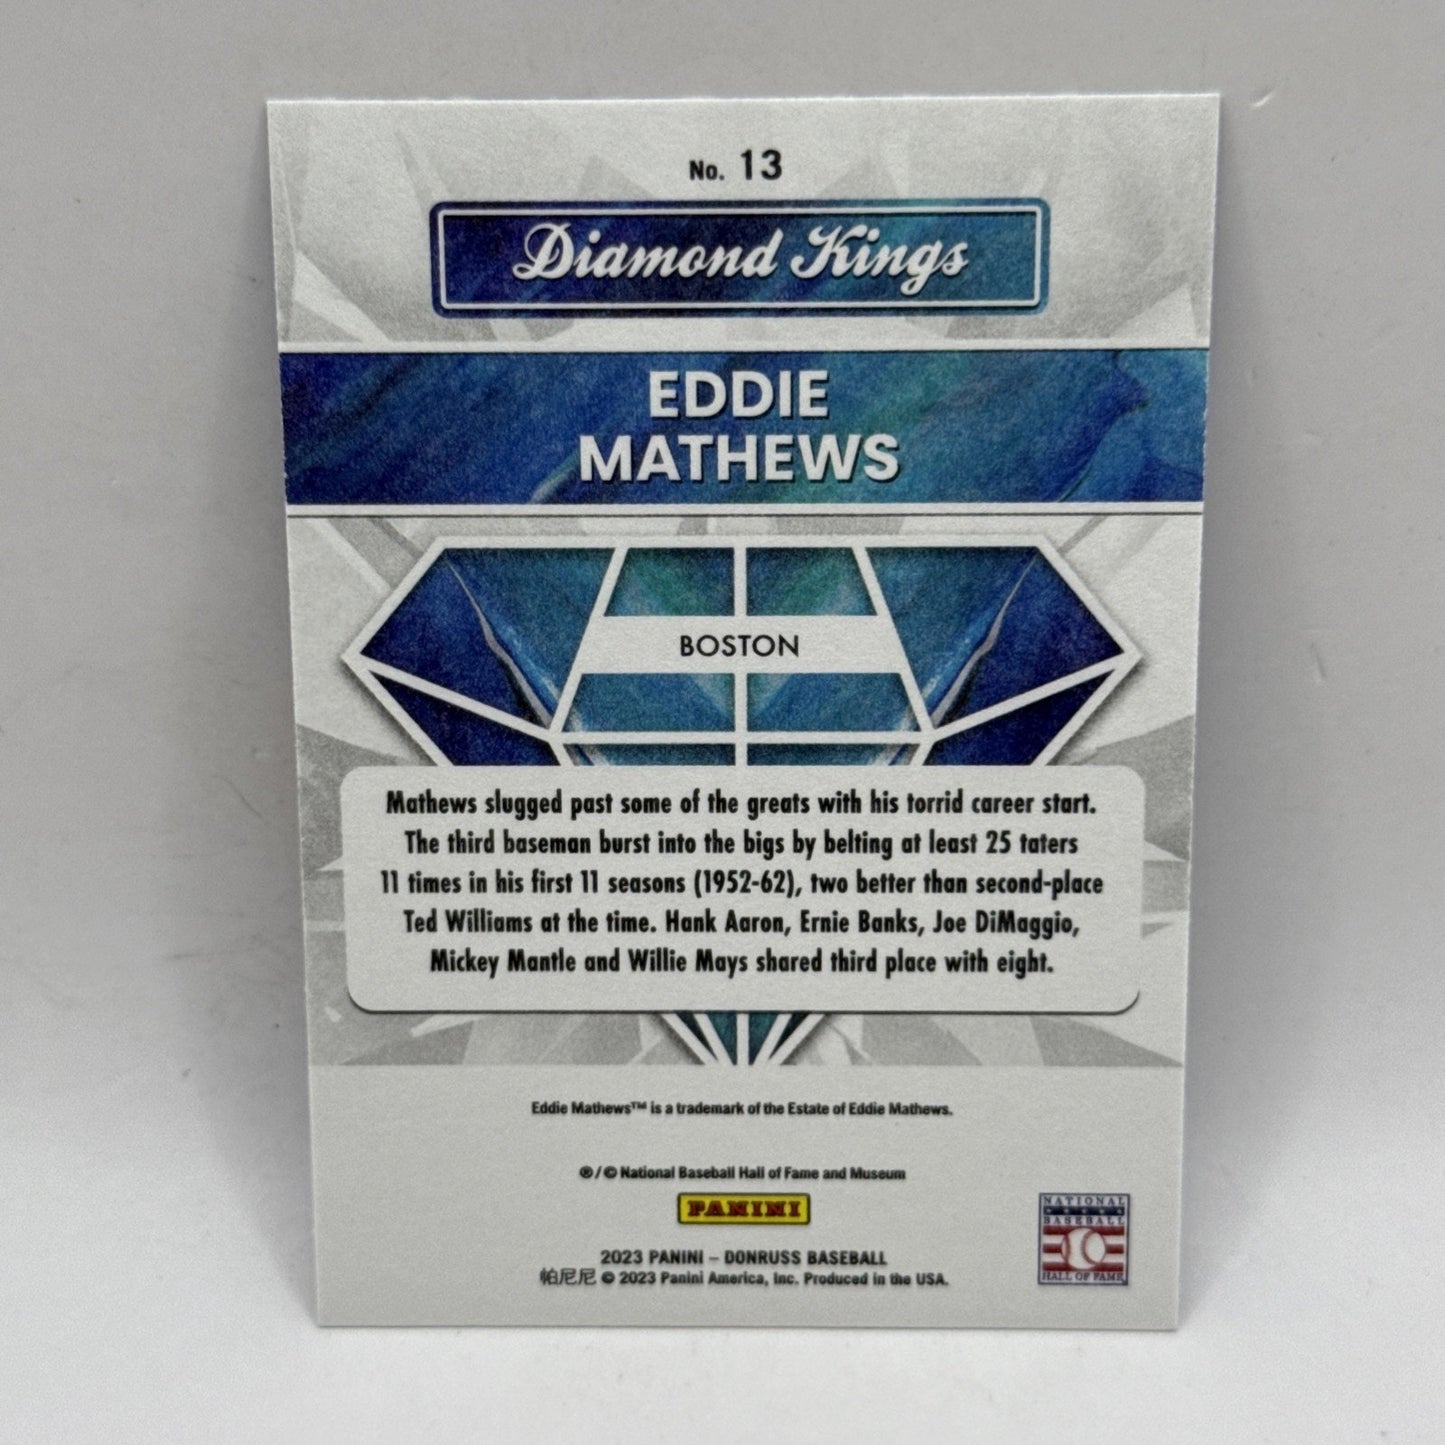 No. 13
Diamond Kings
EDDIE
MATHEWS
BOSTON
Mathews slugged past some of the greats with his torrid career start.
The third baseman burst into the bigs by belting at least 25 taters
11 times in his first 11 seasons (1952-62), two better than second-place
Ted Williams at the time. Hank Aaron, Ernie Banks, Joe DiMaggio,
Mickey Mantle and Willie Mays shared third place with eight.
Eddie Mathews™ is a trademark of the Estate of Eddie Mathews.
®/© National Baseball Hall of Fame and Museum
PANINI
NATIONAL
BASEBALL
HALL OF FAME
2023 PANINI – DONRUSS BASEBALL
帕尼尼 © 2023 Panini America, Inc. Produced in the USA.